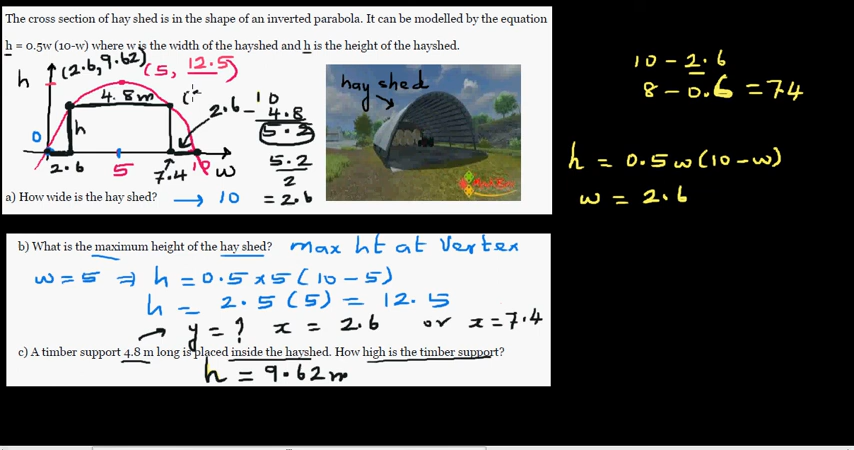 The cross section of hay shed is in the shape of an inverted parabola. It can be modelled by the equation
h = 0.5w (10-w) where w is the width of the hayshed and h is the height of the hayshed.
h
(2.6, 9.62)
(5, 12.5)
4.8m
h
0
2.6
5
7.4
10
w
2.6
10
- 4.8
5.2
5.2
2
= 2.6
hay shed
10 - 2.6
8 - 0.6 = 7.4
h = 0.5w(10-w)
w = 2.6
a) How wide is the hay shed? → 10
b) What is the maximum height of the hay shed? max ht at vertex
w = 5 ⇒ h = 0.5 × 5 (10 - 5)
h = 2.5 (5) = 12.5
→ y = ? x = 2.6 or x = 7.4
c) A timber support 4.8 m long is placed inside the hayshed. How high is the timber support?
h = 9.62m